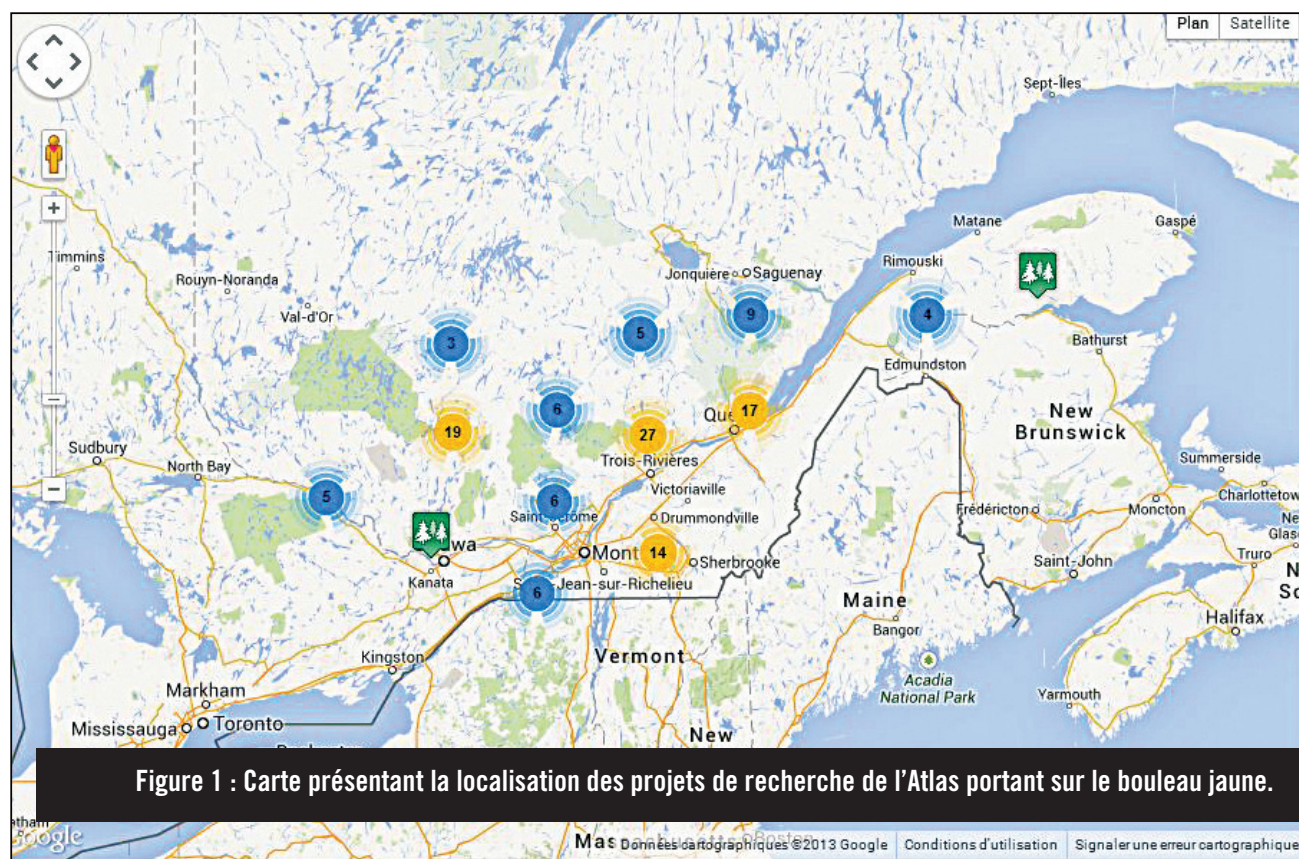 Plan
Satellite
Sept-Îles
Matane
Gaspé
Timmins
Rouyn-Noranda
Jonquière
Saguenay
Rimouski
Val-d'Or
3
5
9
4
Bathurst
Edmundston
6
17
19
27
New
Brunswick
Sudbury
North Bay
Trois-Rivières
Summerside
5
6
Victoriaville
Charlottetow
Drummondville
Frédéricton
Moncton
14
Mont
Sherbrooke
Truro
Kanata
Saint-John
6
Jean-sur-Richelieu
Maine
Halifax
Bangor
Kingston
Vermont
Acadia
National Park
Markham
Yarmouth
Mississauga
Toronto
New
Figure 1 : Carte présentant la localisation des projets de recherche de l'Atlas portant sur le bouleau jaune.
Google
Données cartographiques ©2013 Google
Conditions d'utilisation
Signaler une erreur cartographique